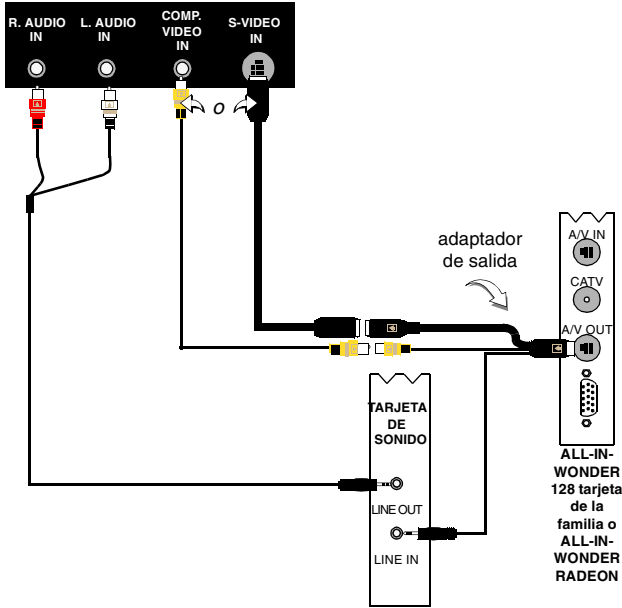 R. AUDIO
IN
L. AUDIO
IN
COMP.
VIDEO
IN
S-VIDEO
IN
o
adaptador
de salida
A/V IN
CATV
A/V OUT
TARJETA
DE
SONIDO
LINE OUT
LINE IN
ALL-IN-
WONDER
128 tarjeta
de la
familia o
ALL-IN-
WONDER
RADEON